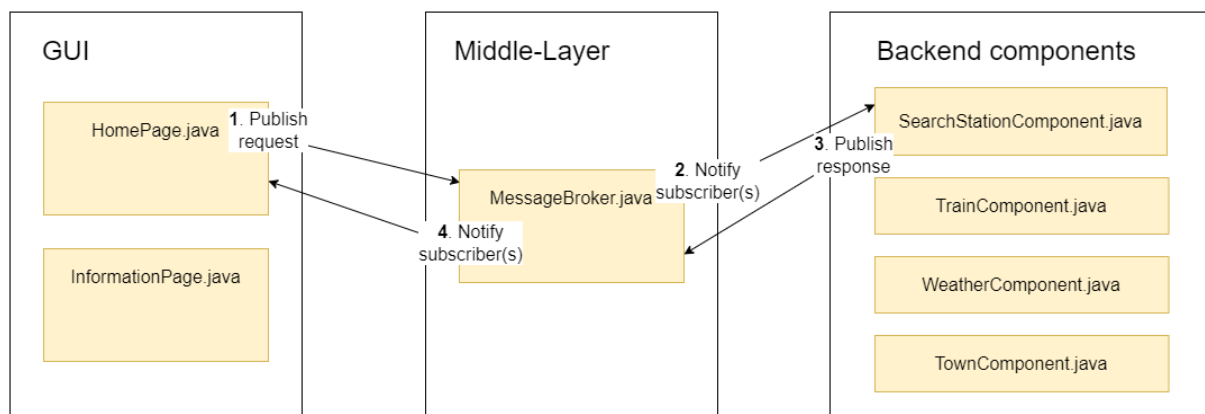 GUI
HomePage.java
1. Publish
request
InformationPage.java
Middle-Layer
MessageBroker.java
2. Notify
subscriber(s)
4. Notify
subscriber(s)
Backend components
SearchStationComponent.java
3. Publish
response
TrainComponent.java
WeatherComponent.java
TownComponent.java